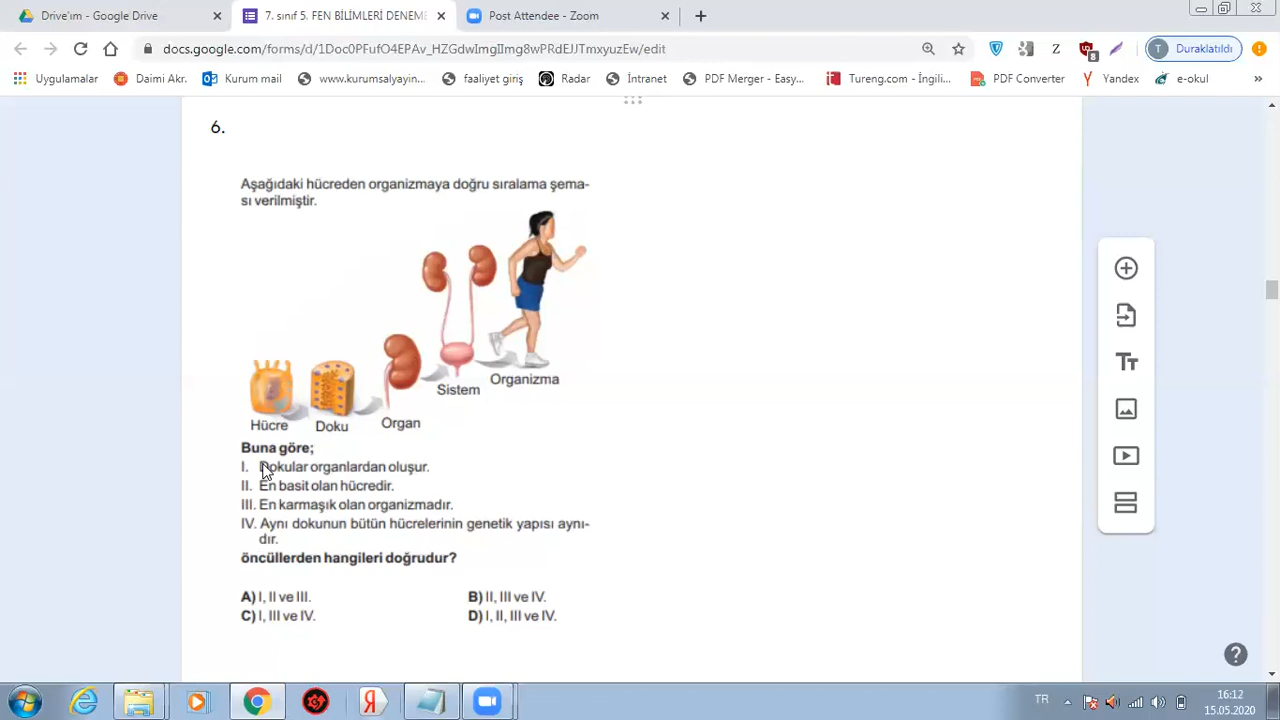 Drive'ım - Google Drive
7. sınıf 5. FEN BİLİMLERİ DENEME
Post Attendee - Zoom
docs.google.com/forms/d/1Doc0PFufO4EPAv_HZGdwImgIImg8wPRdEJJTmxyuzEw/edit
Z
8
T Duraklatıldı
Uygulamalar
Daimi Akr.
Kurum mail
www.kurumsalyayin...
faaliyet giriş
Radar
İntranet
PDF Merger - Easy...
Tureng.com - İngili...
PDF Converter
Yandex
e-okul
»
6.
Aşağıdaki hücreden organizmaya doğru sıralama şema-
sı verilmiştir.
Organizma
Sistem
Organ
Hücre
Doku
Buna göre;
I. Dokular organlardan oluşur.
II. En basit olan hücredir.
III. En karmaşık olan organizmadır.
IV. Aynı dokunun bütün hücrelerinin genetik yapısı aynı-
dır.
öncüllerden hangileri doğrudur?
A) I, II ve III.
B) II, III ve IV.
C) I, III ve IV.
D) I, II, III ve IV.
Tт
TR
16:12
15.05.2020